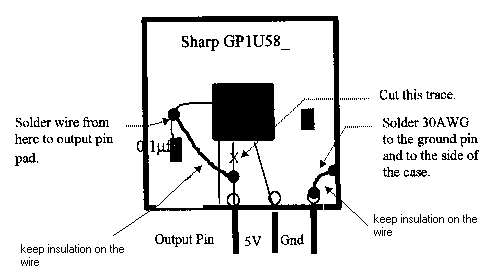 Sharp GP1U58_
Cut this trace.
Solder wire from
here to output pin
pad.
0.1µf
X
Solder 30AWG
to the ground pin
and to the side of
the case.
keep insulation on the
wire
keep insulation on the
wire
Output Pin
5V
Gnd